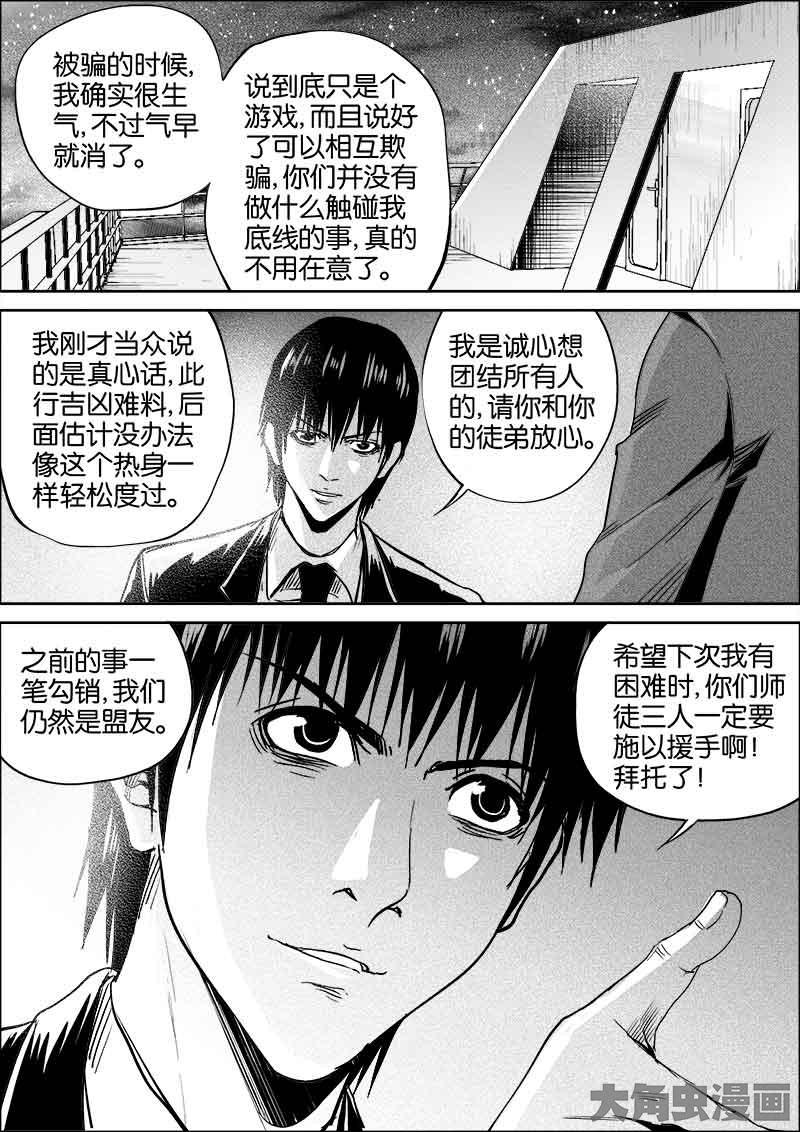 被骗的时候,
我确实很生
气,不过气早
就消了。
说到底只是个
游戏,而且说好
了可以相互欺
骗,你们并没有
做什么触碰我
底线的事,真的
不用在意了。
我刚才当众说
的是真心话,此
行吉凶难料,后
面估计没办法
像这个热身一
样轻松度过。
我是诚心想
团结所有人
的,请你和你
的徒弟放心。
之前的事一
笔勾销,我们
仍然是盟友。
希望下次我有
困难时,你们师
徒三人一定要
施以援手啊!
拜托了!
大角虫漫画